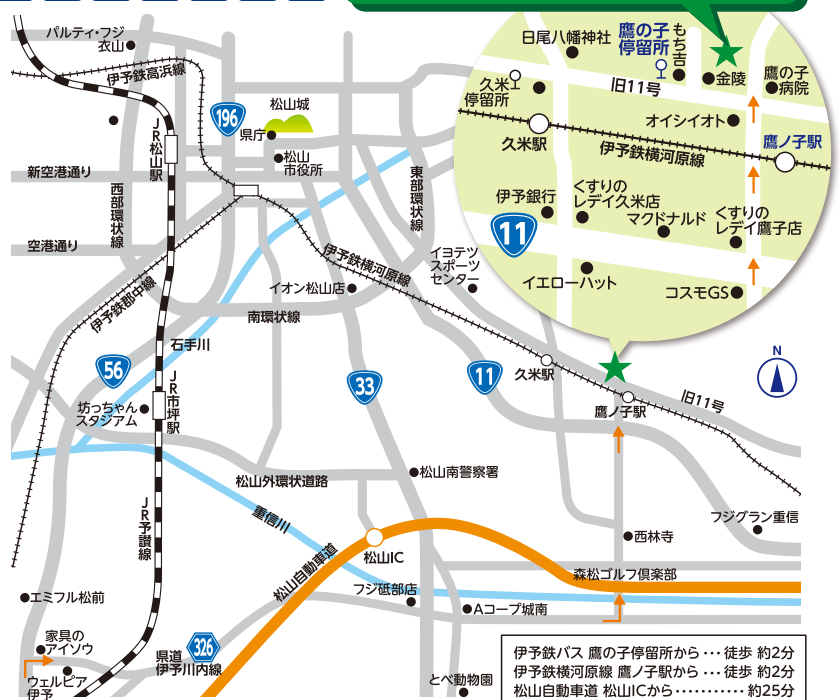 パルティ・フジ
衣山
伊予鉄高浜線
196
松山城
県庁
松山
市役所
JR松山駅
新空港通り
西部環状線
空港通り
東部環状線
伊予鉄横河原線
イヨテツ
スポーツ
センター
伊予鉄郡中線
イオン松山店
南環状線
石手川
56
33
11
久米駅
鷹ノ子駅
旧11号
N
坊っちゃん
スタジアム
JR市坪駅
松山外環状道路
松山南警察署
重信川
JR予讃線
松山IC
松山自動車道
西林寺
フジグラン重信
森松ゴルフ倶楽部
フジ砥部店
Aコープ城南
エミフル松前
家具の
アイソウ
ウェルピア
伊予
県道
伊予川内線
326
とべ動物園
日尾八幡神社
鷹の子
停留所
もち吉
金陵
鷹の子
病院
久米
停留所
旧11号
オイシイオト
久米駅
伊予鉄横河原線
鷹ノ子駅
伊予銀行
くすりの
レデイ久米店
マクドナルド
くすりの
レデイ鷹子店
11
イエローハット
コスモGS
伊予鉄バス 鷹の子停留所から・・・徒歩 約2分
伊予鉄横河原線 鷹ノ子駅から・・・徒歩 約2分
松山自動車道 松山ICから・・・・・・・・・・約25分